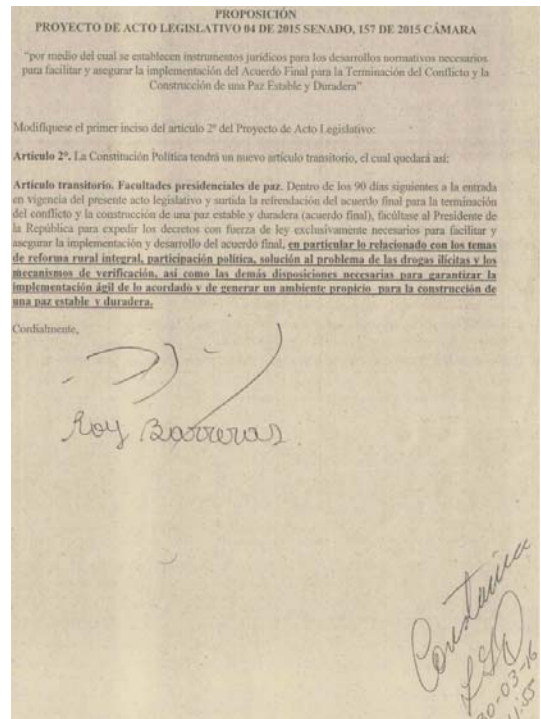 PROPOSICIÓN
PROYECTO DE ACTO LEGISLATIVO 04 DE 2015 SENADO, 157 DE 2015 CÁMARA
"por medio del cual se establecen instrumentos jurídicos para los desarrollos normativos necesarios
para facilitar y asegurar la implementación del Acuerdo Final para la Terminación del Conflicto y la
Construcción de una Paz Estable y Duradera"
Modifíquese el primer inciso del artículo 2º del Proyecto de Acto Legislativo:
Artículo 2º. La Constitución Política tendrá un nuevo artículo transitorio, el cual quedará así:
Artículo transitorio. Facultades presidenciales de paz. Dentro de los 90 días siguientes a la entrada
en vigencia del presente acto legislativo y surtida la refrendación del acuerdo final para la terminación
del conflicto y la construcción de una paz estable y duradera (acuerdo final), facúltase al Presidente de
la República para expedir los decretos con fuerza de ley exclusivamente necesarios para facilitar y
asegurar la implementación y desarrollo del acuerdo final, en particular lo relacionado con los temas
de reforma rural integral, participación política, solución al problema de las drogas ilícitas y los
mecanismos de verificación, así como las demás disposiciones necesarias para garantizar la
implementación ágil de lo acordado y de generar un ambiente propicio para la construcción de
una paz estable y duradera.
Cordialmente,
Roy Barreras
Constancia
30-03-16
11:55